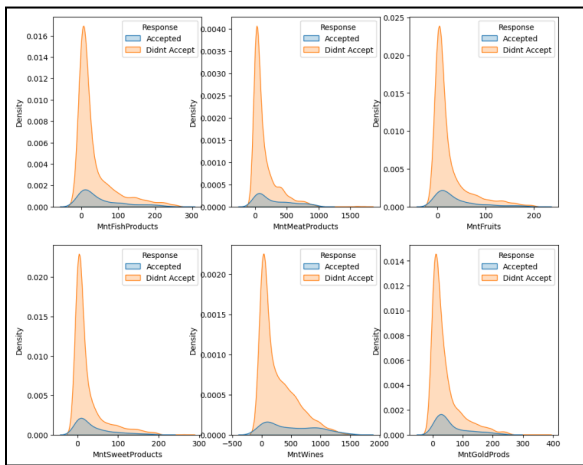 Response
Accepted
Didnt Accept
Density
0.016
0.014
0.012
0.010
0.008
0.006
0.004
0.002
0.000
0 100 200 300
MntFishProducts
Response
Accepted
Didnt Accept
Density
0.0040
0.0035
0.0030
0.0025
0.0020
0.0015
0.0010
0.0005
0.0000
0 500 1000 1500
MntMeatProducts
Response
Accepted
Didnt Accept
Density
0.025
0.020
0.015
0.010
0.005
0.000
0 100 200
MntFruits
Response
Accepted
Didnt Accept
Density
0.020
0.015
0.010
0.005
0.000
0 100 200 300
MntSweetProducts
Response
Accepted
Didnt Accept
Density
0.0020
0.0015
0.0010
0.0005
0.0000
−500 0 500 1000 1500 2000
MntWines
Response
Accepted
Didnt Accept
Density
0.014
0.012
0.010
0.008
0.006
0.004
0.002
0.000
0 100 200 300 400
MntGoldProds